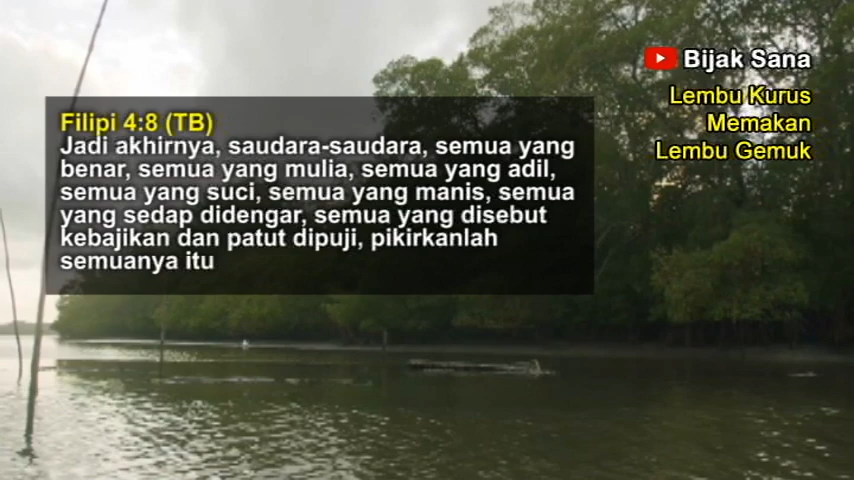 Bijak Sana
Lembu Kurus
Memakan
Lembu Gemuk
Filipi 4:8 (TB)
Jadi akhirnya, saudara-saudara, semua yang
benar, semua yang mulia, semua yang adil,
semua yang suci, semua yang manis, semua
yang sedap didengar, semua yang disebut
kebajikan dan patut dipuji, pikirkanlah
semuanya itu